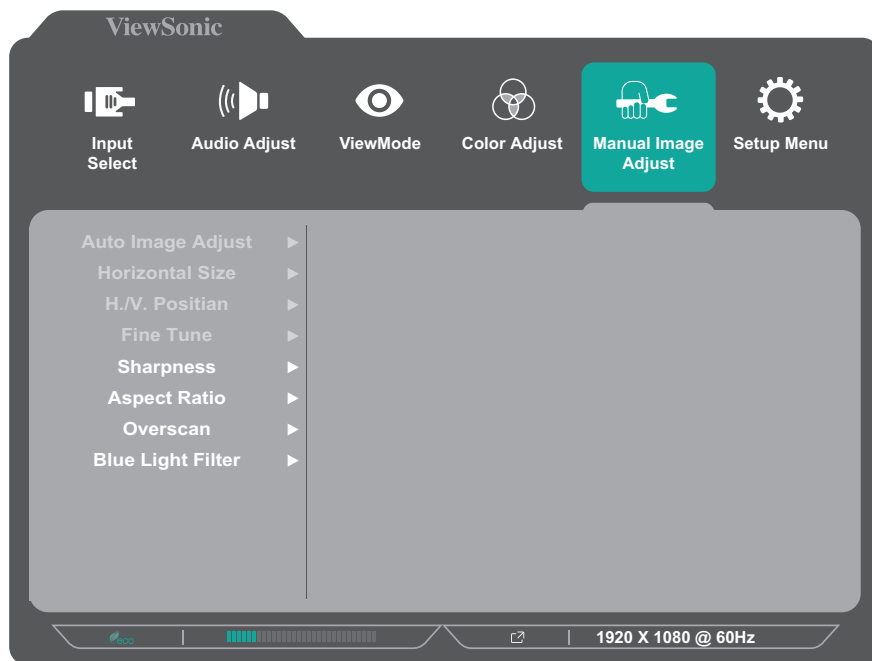 ViewSonic
Input
Select
Audio Adjust
ViewMode
Color Adjust
Manual Image
Adjust
Setup Menu
Auto Image Adjust
Horizontal Size
H./V. Positian
Fine Tune
Sharpness
Aspect Ratio
Overscan
Blue Light Filter
eco
1920 X 1080 @ 60Hz